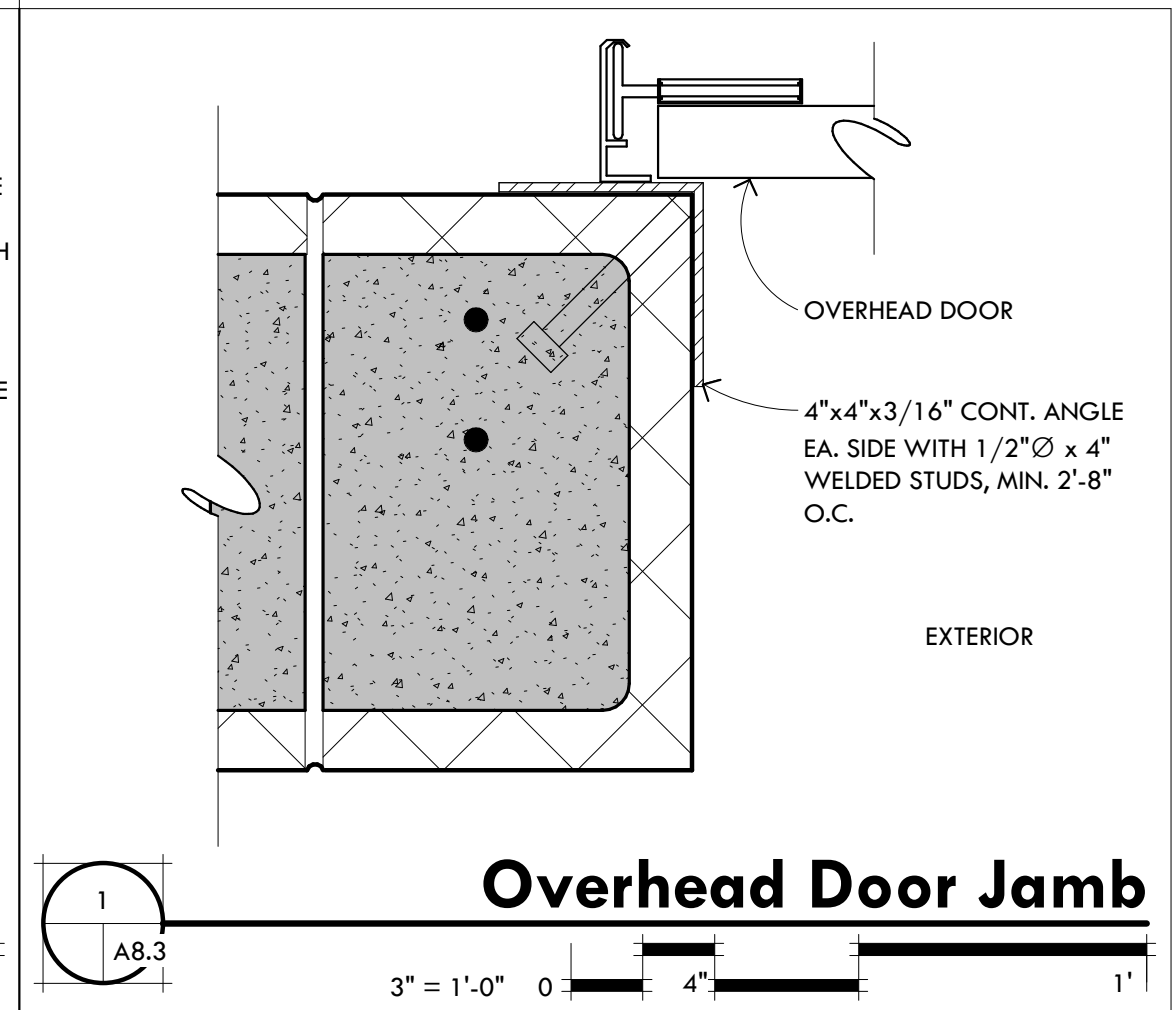 E
H
E
OVERHEAD DOOR
4"x4"x3/16" CONT. ANGLE
EA. SIDE WITH 1/2"Ø x 4"
WELDED STUDS, MIN. 2'-8"
O.C.
EXTERIOR
Overhead Door Jamb
1
A8.3
3" = 1'-0" 0 4" 1'